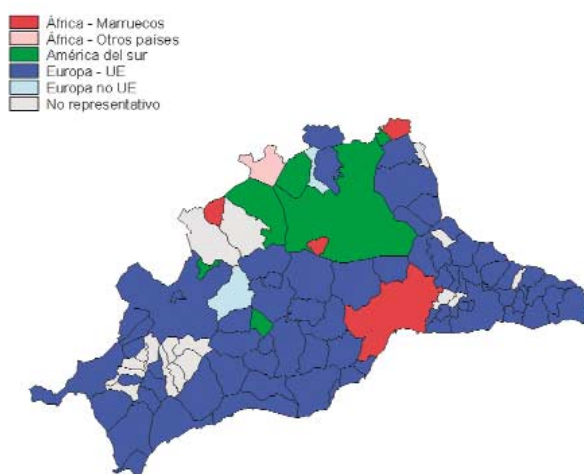 África - Marruecos
África - Otros países
América del sur
Europa - UE
Europa no UE
No representativo